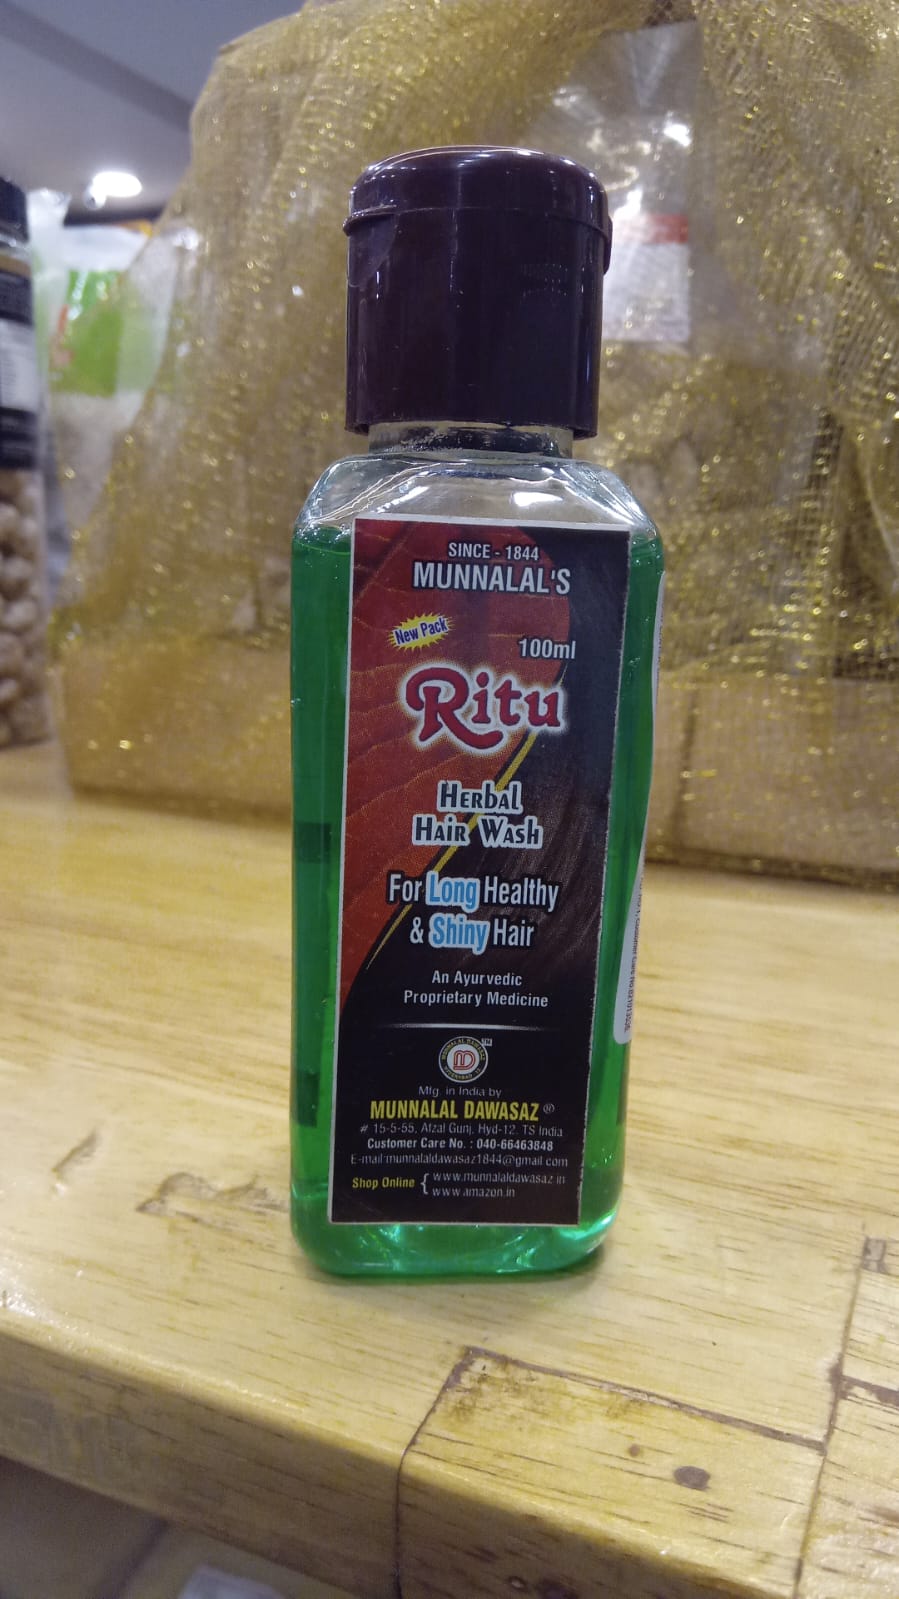 SINCE - 1844
MUNNALAL'S
New Pack
100ml
Ritu
Herbal
Hair Wash
For Long Healthy
& Shiny Hair
An Ayurvedic
Proprietary Medicine
Mfg. in India by
MUNNALAL DAWASAZ ®
# 15-5-55, Afzal Gunj, Hyd-12. TS India
Customer Care No. : 040-66463848
E-mail:munnalaldawasaz1844@gmail.com
Shop Online { www.munnalaldawasaz.in
www.amazon.in